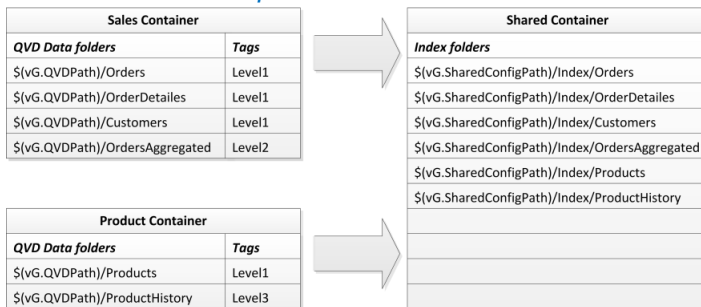 Sales Container
QVD Data folders Tags
$(vG.QVDPath)/Orders Level1
$(vG.QVDPath)/OrderDetailes Level1
$(vG.QVDPath)/Customers Level1
$(vG.QVDPath)/OrdersAggregated Level2
Product Container
QVD Data folders Tags
$(vG.QVDPath)/Products Level1
$(vG.QVDPath)/ProductHistory Level3
Shared Container
Index folders
$(vG.SharedConfigPath)/Index/Orders
$(vG.SharedConfigPath)/Index/OrderDetailes
$(vG.SharedConfigPath)/Index/Customers
$(vG.SharedConfigPath)/Index/OrdersAggregated
$(vG.SharedConfigPath)/Index/Products
$(vG.SharedConfigPath)/Index/ProductHistory